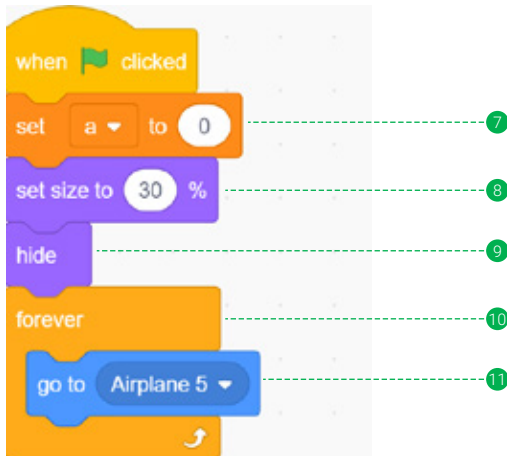 when clicked
set a to 0 7
set size to 30 % 8
hide 9
forever 10
go to Airplane 5 11